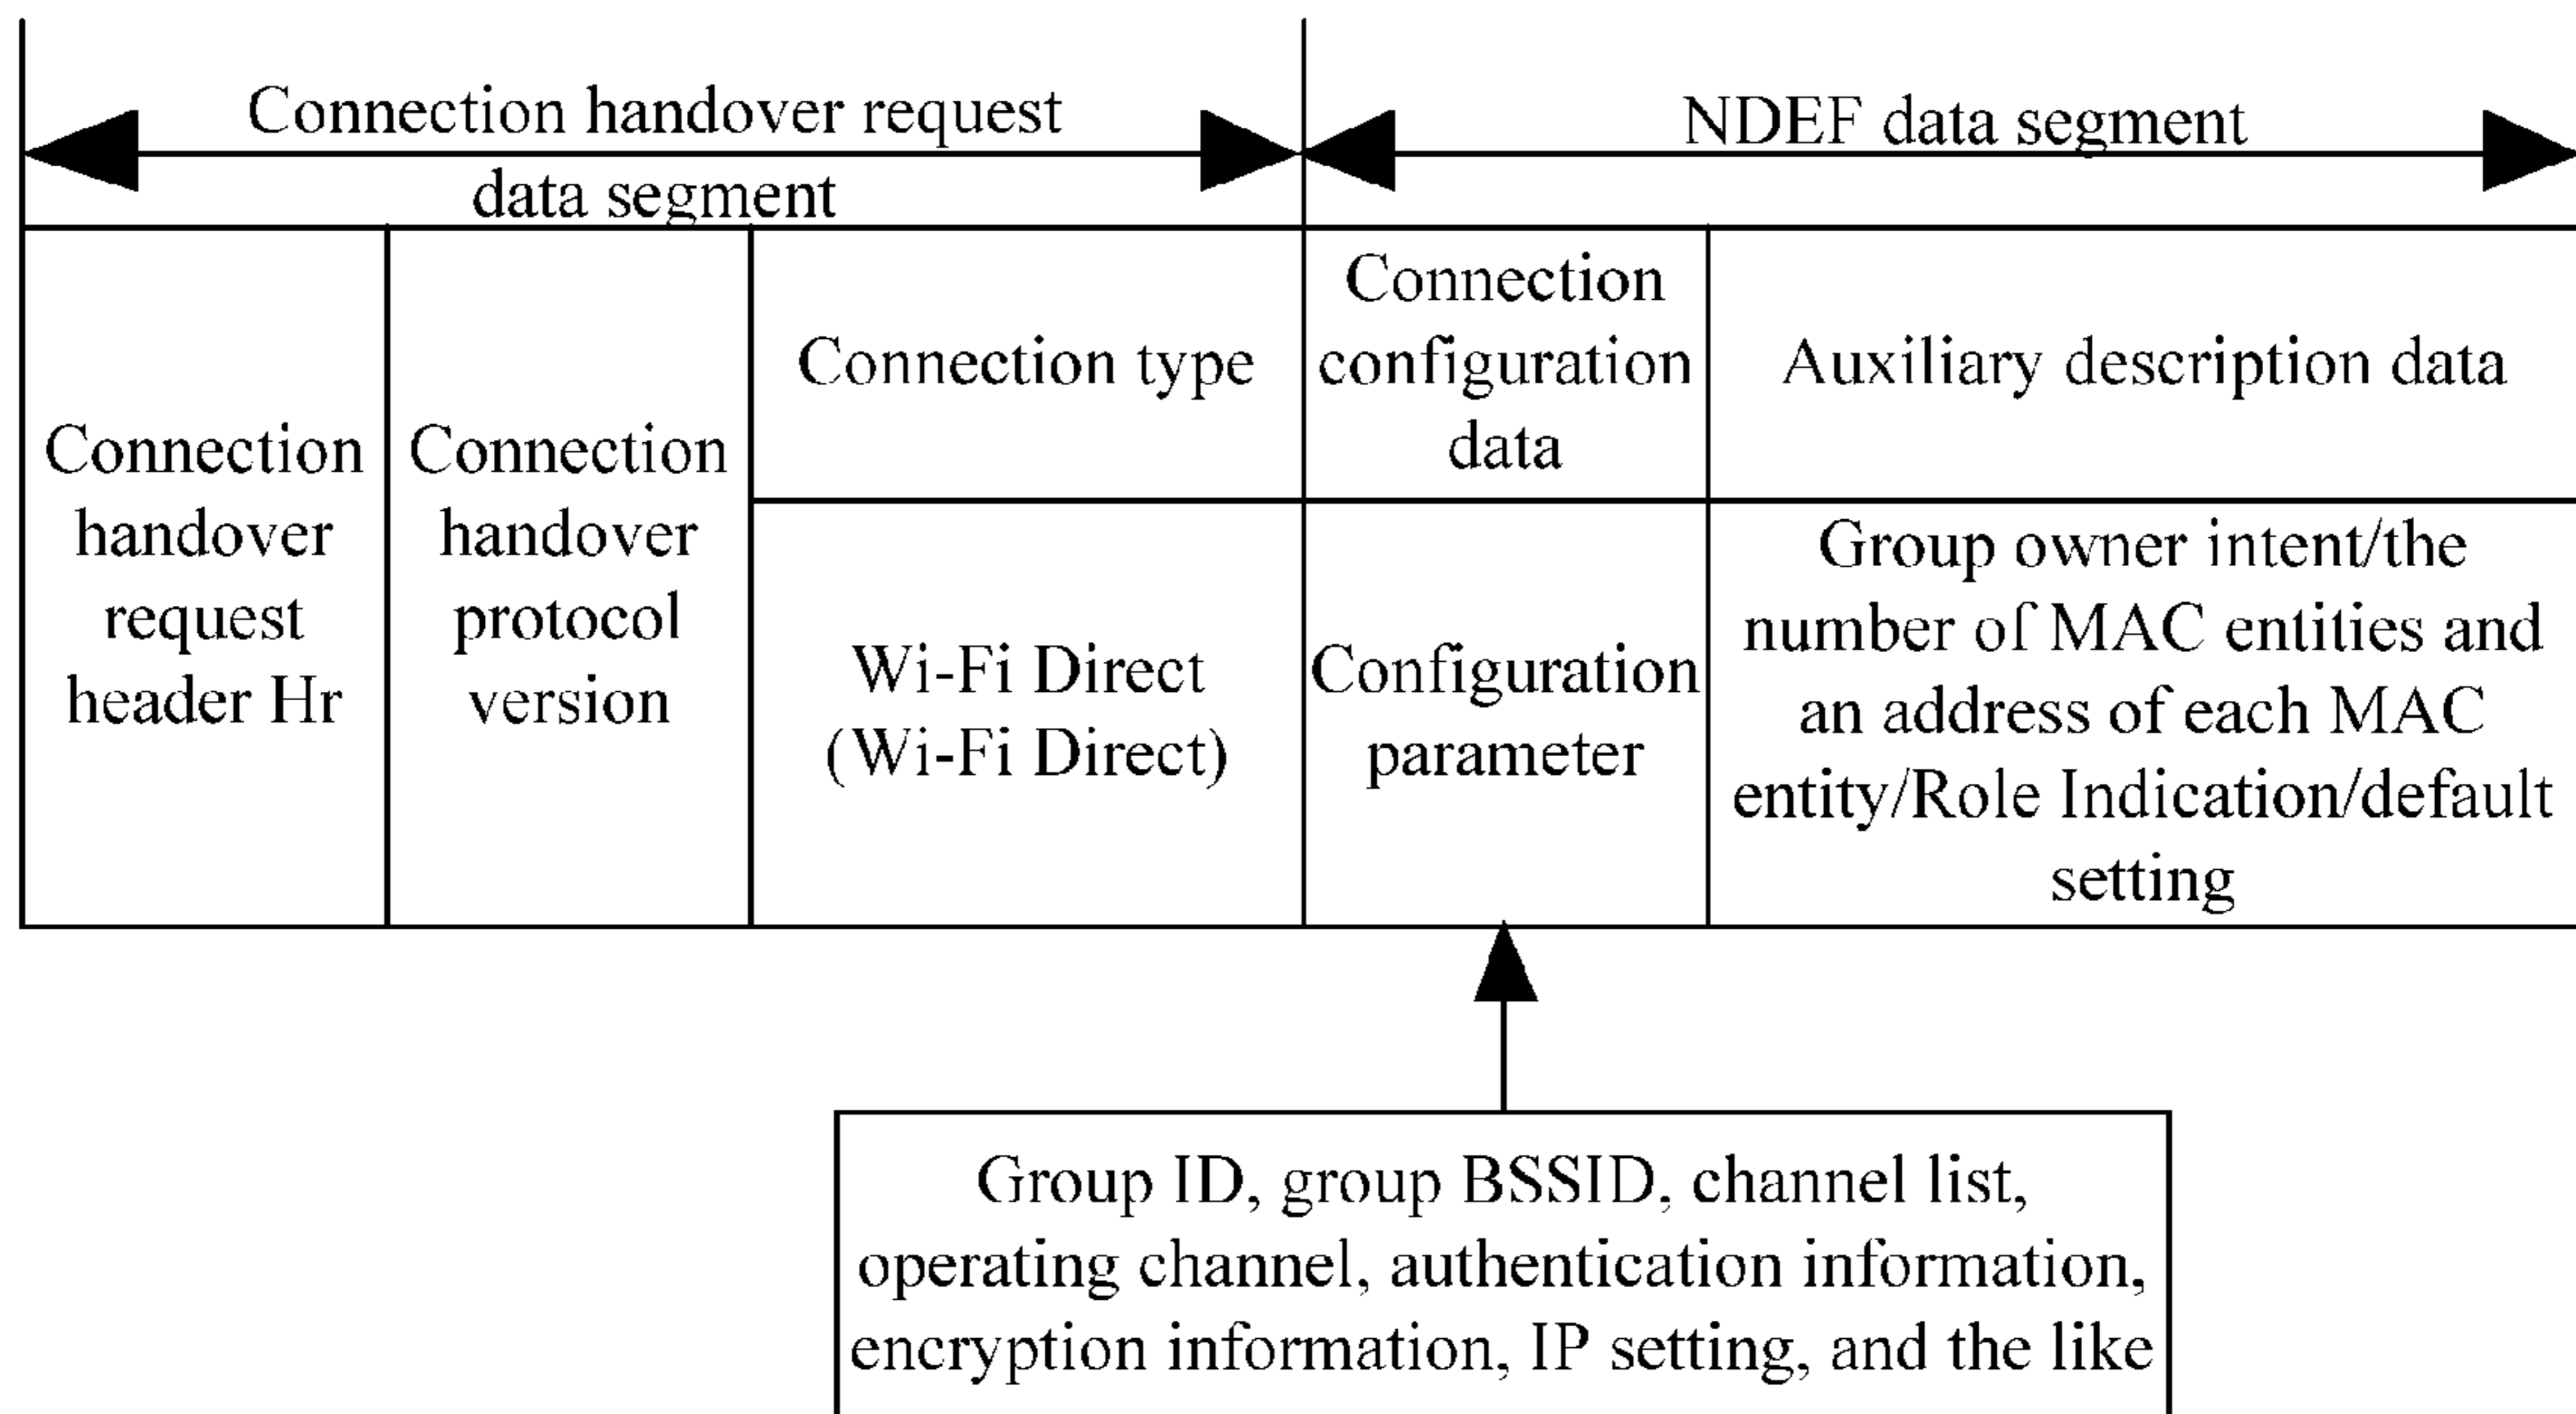 Connection handover request
data segment
NDEF data segment
Connection
handover
request
header Hr
Connection
handover
protocol
version
Connection type
Wi-Fi Direct
(Wi-Fi Direct)
Connection
configuration
data
Configuration
parameter
Auxiliary description data
Group owner intent/the
number of MAC entities and
an address of each MAC
entity/Role Indication/default
setting
Group ID, group BSSID, channel list,
operating channel, authentication information,
encryption information, IP setting, and the like